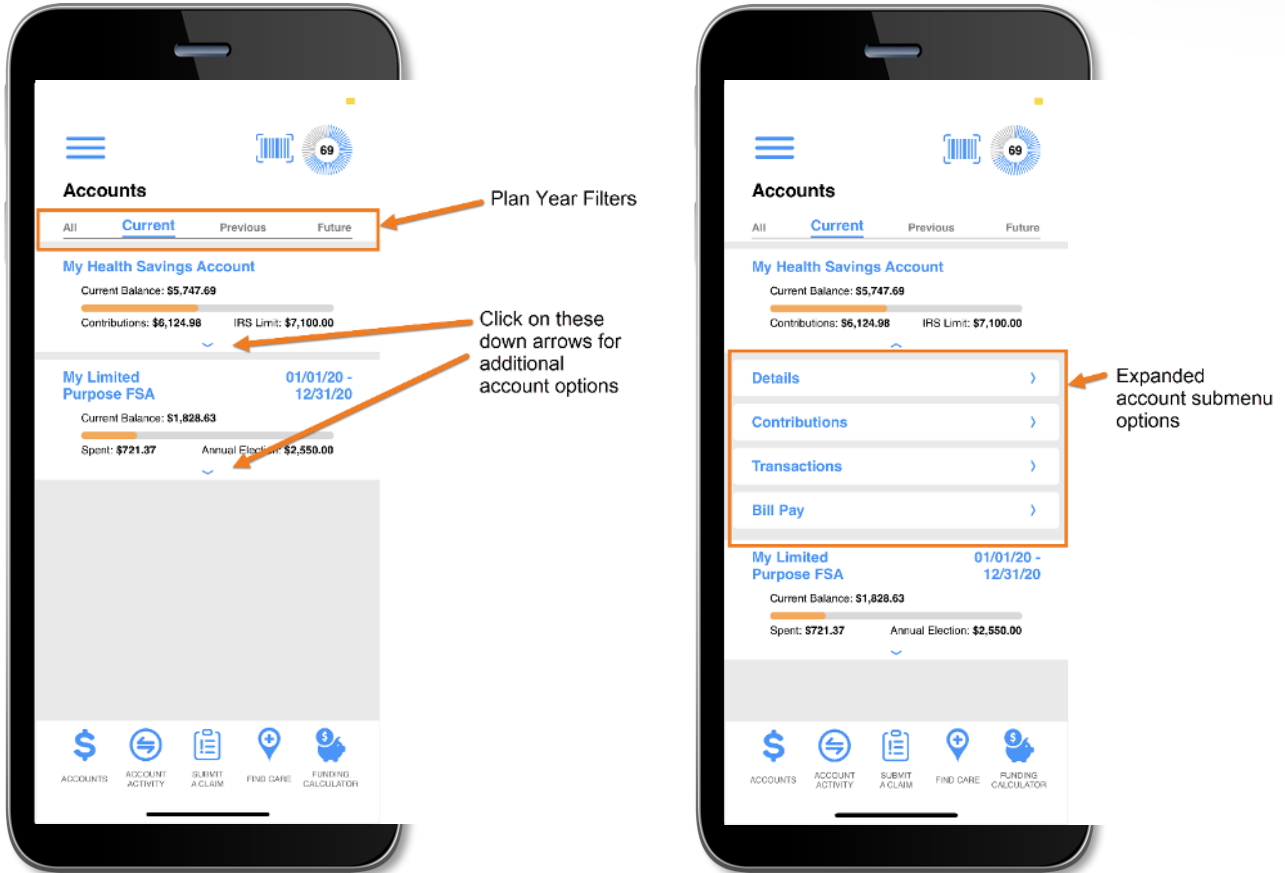 69
Accounts
All Current Previous Future
My Health Savings Account
Current Balance: $5,747.69
Contributions: $6,124.98 IRS Limit: $7,100.00
My Limited 01/01/20 -
Purpose FSA 12/31/20
Current Balance: $1,828.63
Spent: $721.37 Annual Election: $2,550.00
ACCOUNTS
ACCOUNT
ACTIVITY
SUBMIT
A CLAIM
FIND CARE
FUNDING
CALCULATOR
Plan Year Filters
Click on these
down arrows for
additional
account options
69
Accounts
All Current Previous Future
My Health Savings Account
Current Balance: $5,747.69
Contributions: $6,124.98 IRS Limit: $7,100.00
Details
Contributions
Transactions
Bill Pay
My Limited 01/01/20 -
Purpose FSA 12/31/20
Current Balance: $1,828.63
Spent: $721.37 Annual Election: $2,550.00
ACCOUNTS
ACCOUNT
ACTIVITY
SUBMIT
A CLAIM
FIND CARE
FUNDING
CALCULATOR
Expanded
account submenu
options